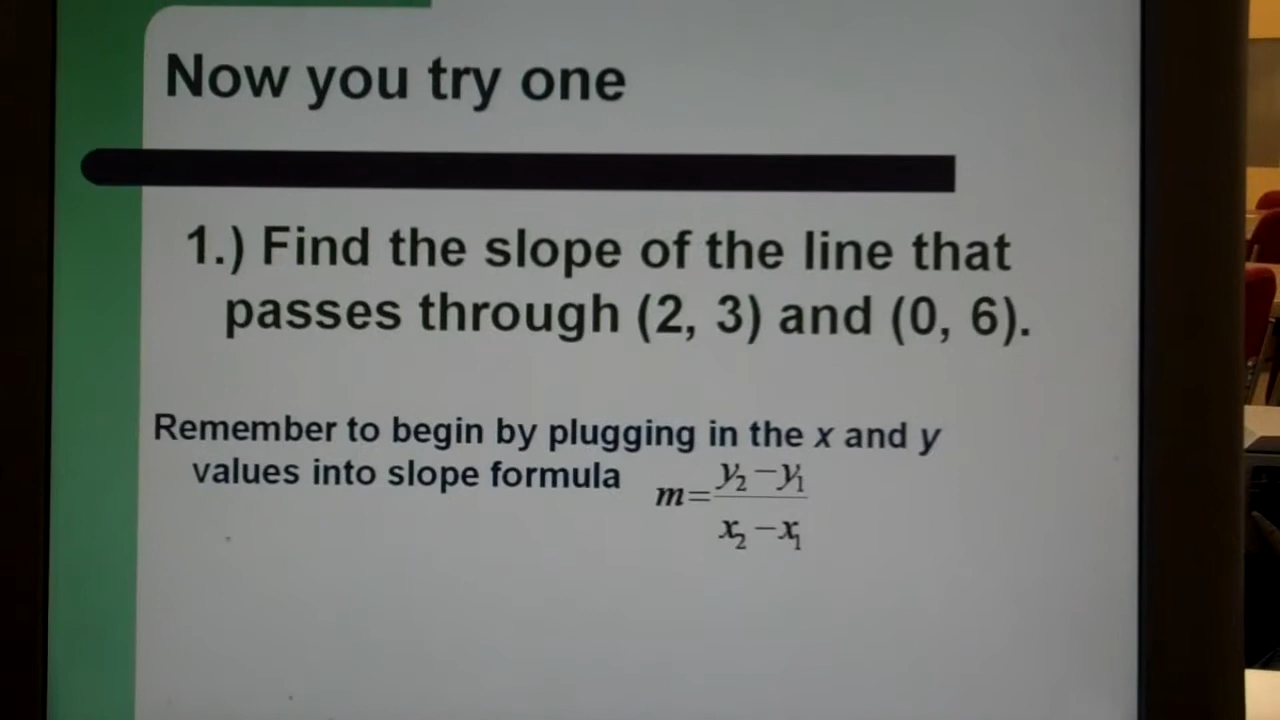 Now you try one
1.) Find the slope of the line that
passes through (2, 3) and (0, 6).
Remember to begin by plugging in the x and y
values into slope formula m=
y₂−y₁
x₂−x₁